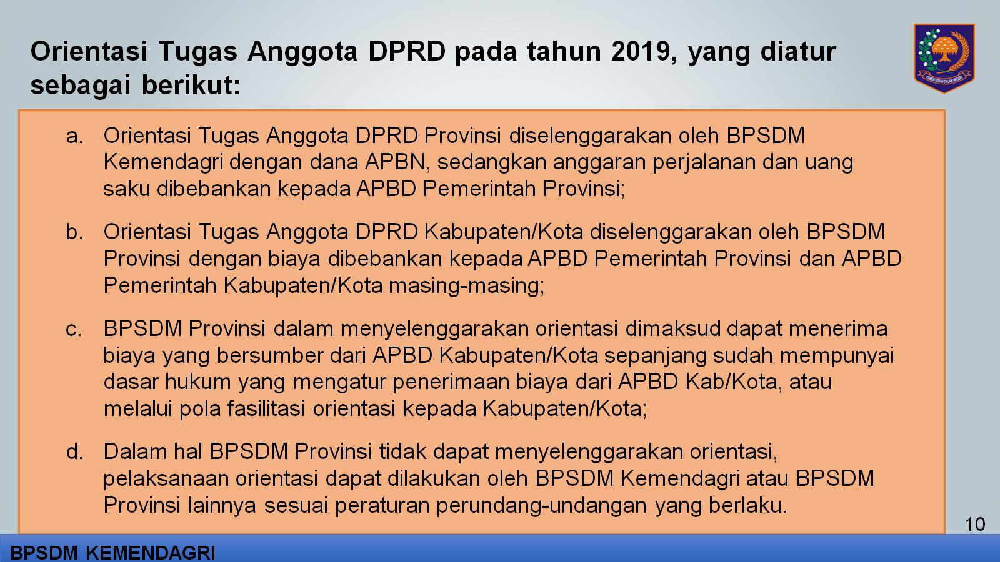 Orientasi Tugas Anggota DPRD pada tahun 2019, yang diatur
sebagai berikut:
KEMENTERIAN DALAM NEGERI
a. Orientasi Tugas Anggota DPRD Provinsi diselenggarakan oleh BPSDM
Kemendagri dengan dana APBN, sedangkan anggaran perjalanan dan uang
saku dibebankan kepada APBD Pemerintah Provinsi;
b. Orientasi Tugas Anggota DPRD Kabupaten/Kota diselenggarakan oleh BPSDM
Provinsi dengan biaya dibebankan kepada APBD Pemerintah Provinsi dan APBD
Pemerintah Kabupaten/Kota masing-masing;
c. BPSDM Provinsi dalam menyelenggarakan orientasi dimaksud dapat menerima
biaya yang bersumber dari APBD Kabupaten/Kota sepanjang sudah mempunyai
dasar hukum yang mengatur penerimaan biaya dari APBD Kab/Kota, atau
melalui pola fasilitasi orientasi kepada Kabupaten/Kota;
d. Dalam hal BPSDM Provinsi tidak dapat menyelenggarakan orientasi,
pelaksanaan orientasi dapat dilakukan oleh BPSDM Kemendagri atau BPSDM
Provinsi lainnya sesuai peraturan perundang-undangan yang berlaku.
10
BPSDM KEMENDAGRI